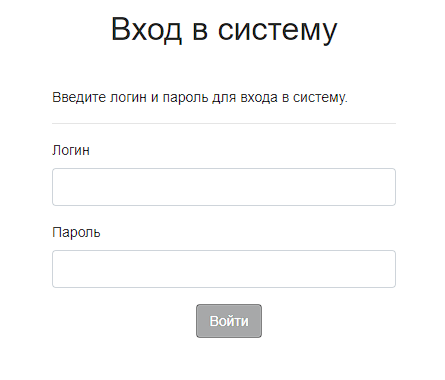 Вход в систему
Введите логин и пароль для входа в систему.
Логин
Пароль
Войти